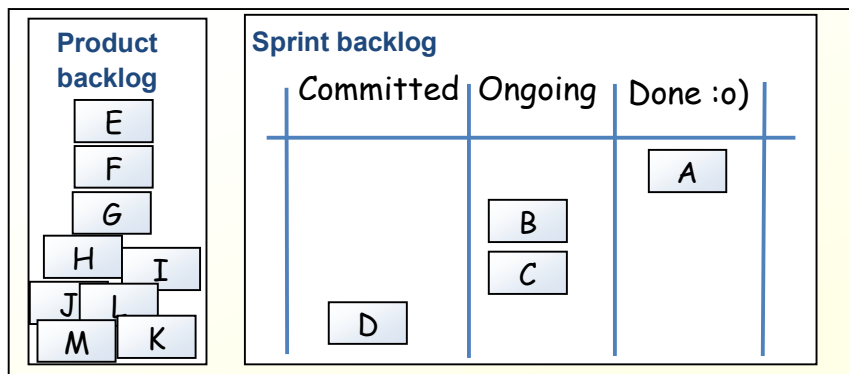 Product
backlog
E
F
G
H
I
J
L
M
K
Sprint backlog
Committed
Ongoing
Done :o)
A
B
C
D